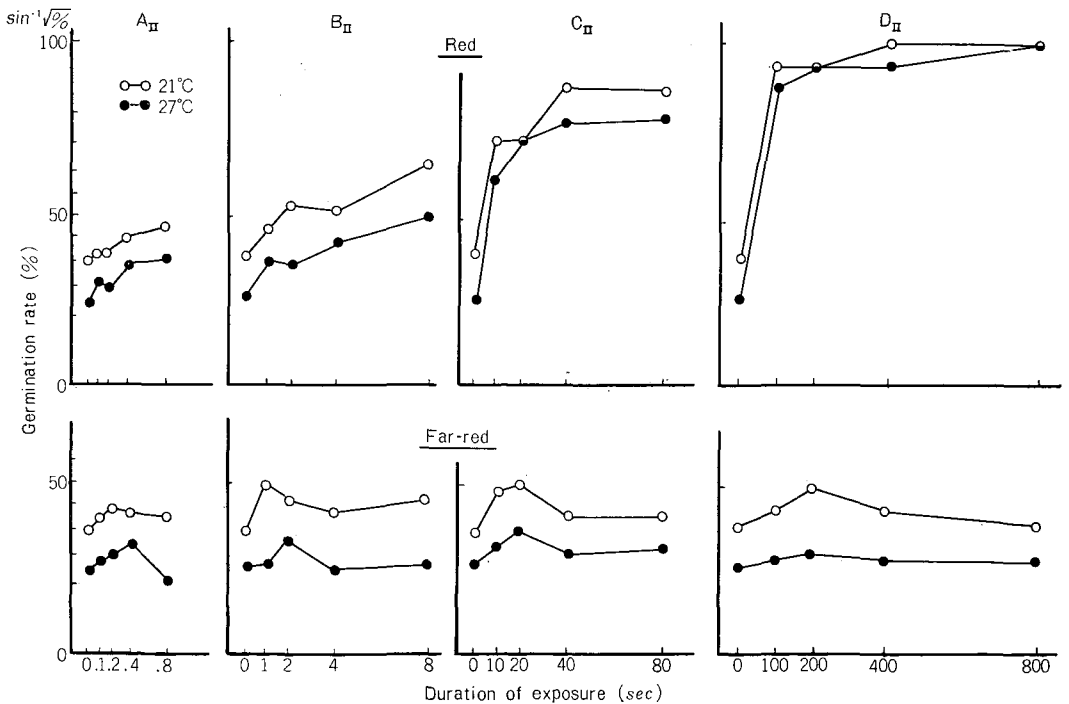 sin⁻¹√%
A_II B_II C_II D_II
Red
100
21°C
27°C
50
0
Germination rate (%)
Far-red
50
0
0 .1 .2 .4 .8
0 1 2 4 8
0 10 20 40 80
0 100 200 400 800
Duration of exposure (sec)